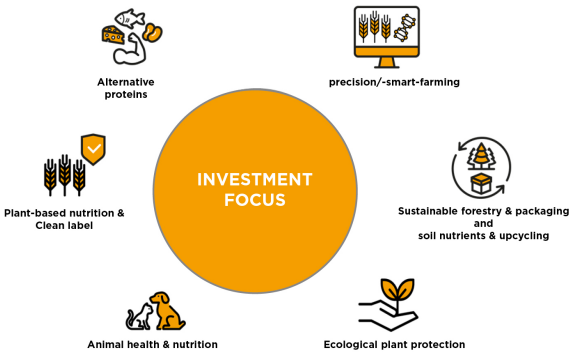 Alternative
proteins
precision/-smart-farming
INVESTMENT
FOCUS
Plant-based nutrition &
Clean label
Sustainable forestry & packaging
and
soil nutrients & upcycling
Animal health & nutrition
Ecological plant protection